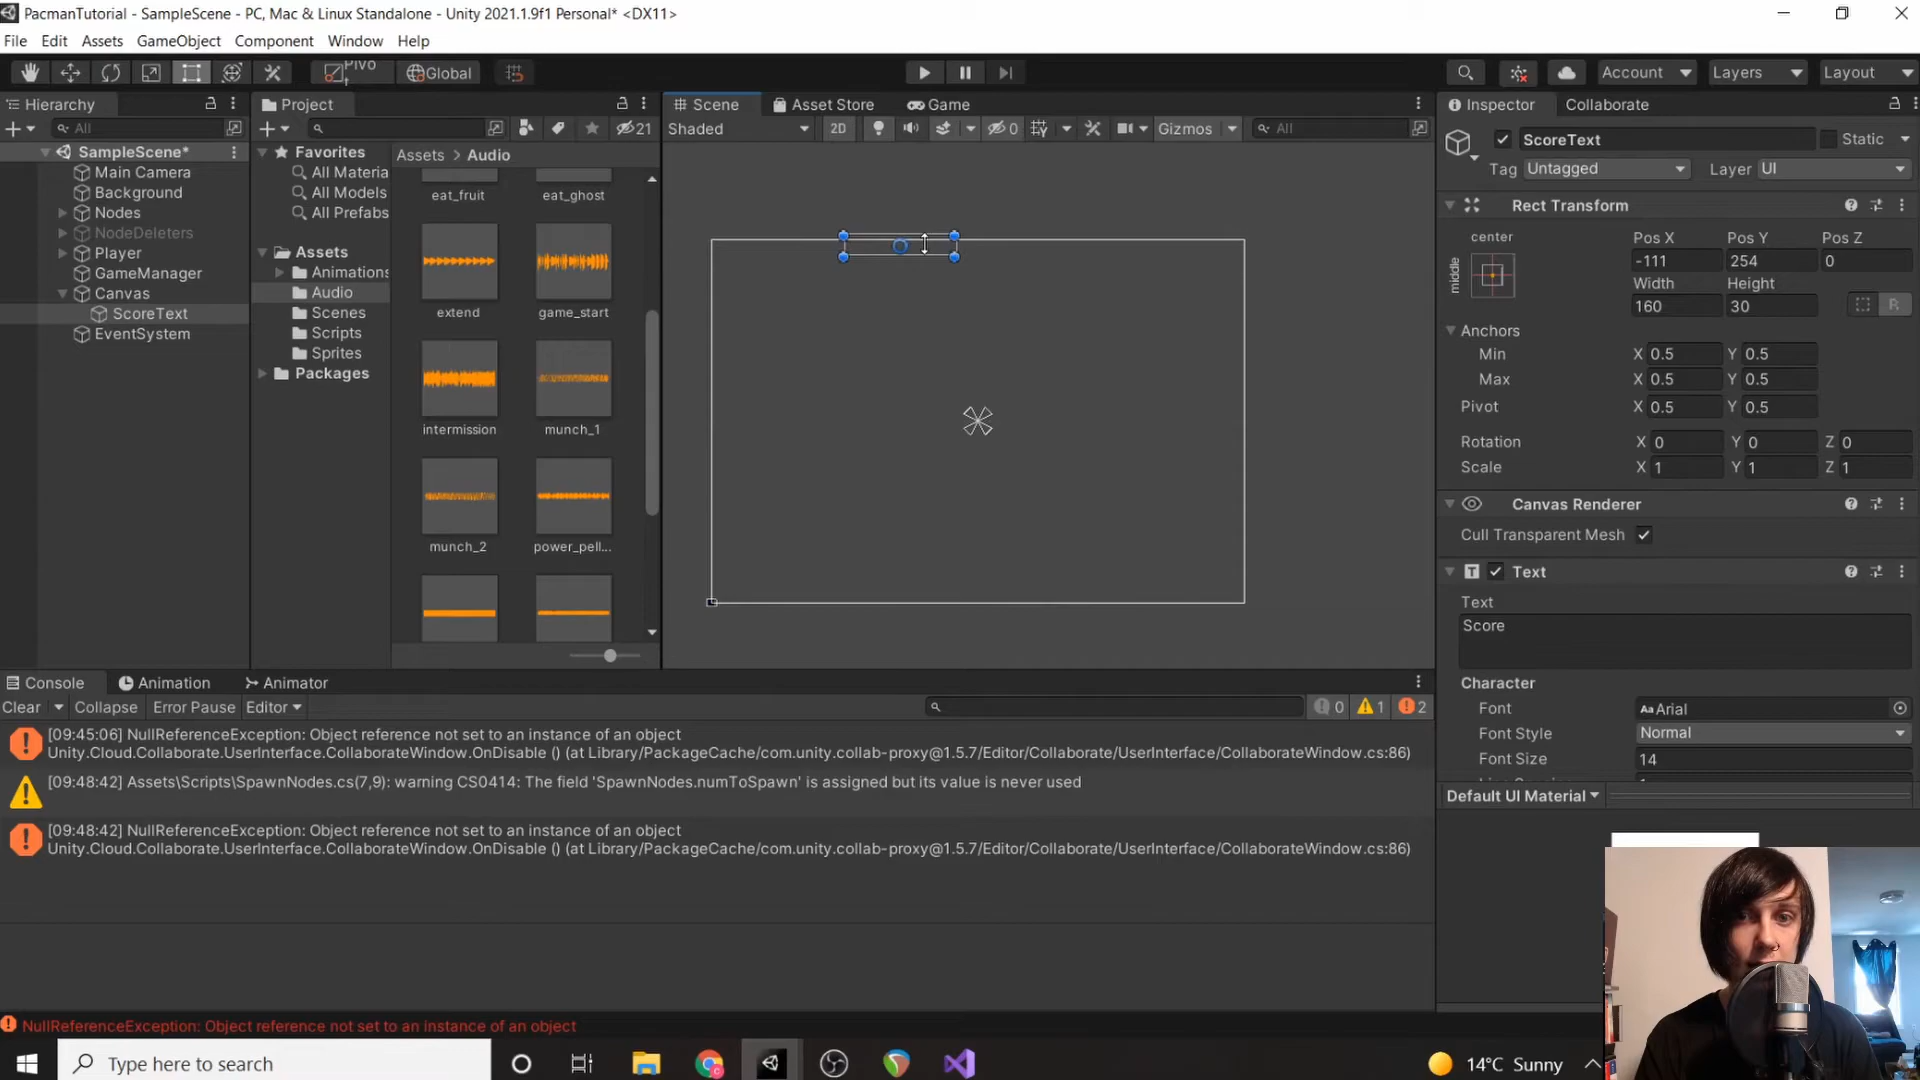 PacmanTutorial - SampleScene - PC, Mac & Linux Standalone - Unity 2021.1.9f1 Personal* <DX11>
File Edit Assets GameObject Component Window Help
Pivot Global Account Layers Layout
Hierarchy
All
SampleScene*
Main Camera
Background
Nodes
NodeDeleters
Player
GameManager
Canvas
ScoreText
EventSystem
Project
21
Favorites
All Materia
All Models
All Prefabs
Assets
Animations
Audio
Scenes
Scripts
Sprites
Packages
Assets > Audio
eat_fruit eat_ghost
extend game_start
intermission munch_1
munch_2 power_pell...
Scene Asset Store Game
Shaded 2D 0 Gizmos All
Inspector Collaborate
ScoreText Static
Tag Untagged Layer UI
Rect Transform
center
middle
Pos X Pos Y Pos Z
-111 254 0
Width Height
160 30
R
Anchors
Min X 0.5 Y 0.5
Max X 0.5 Y 0.5
Pivot X 0.5 Y 0.5
Rotation X 0 Y 0 Z 0
Scale X 1 Y 1 Z 1
Canvas Renderer
Cull Transparent Mesh
Text
Text
Score
Character
Font Arial
Font Style Normal
Font Size 14
Default UI Material
Console Animation Animator
Clear Collapse Error Pause Editor 0 1 2
[09:45:06] NullReferenceException: Object reference not set to an instance of an object
Unity.Cloud.Collaborate.UserInterface.CollaborateWindow.OnDisable () (at Library/PackageCache/com.unity.collab-proxy@1.5.7/Editor/Collaborate/UserInterface/CollaborateWindow.cs:86)
[09:48:42] Assets\Scripts\SpawnNodes.cs(7,9): warning CS0414: The field 'SpawnNodes.numToSpawn' is assigned but its value is never used
[09:48:42] NullReferenceException: Object reference not set to an instance of an object
Unity.Cloud.Collaborate.UserInterface.CollaborateWindow.OnDisable () (at Library/PackageCache/com.unity.collab-proxy@1.5.7/Editor/Collaborate/UserInterface/CollaborateWindow.cs:86)
NullReferenceException: Object reference not set to an instance of an object
Type here to search
14°C Sunny